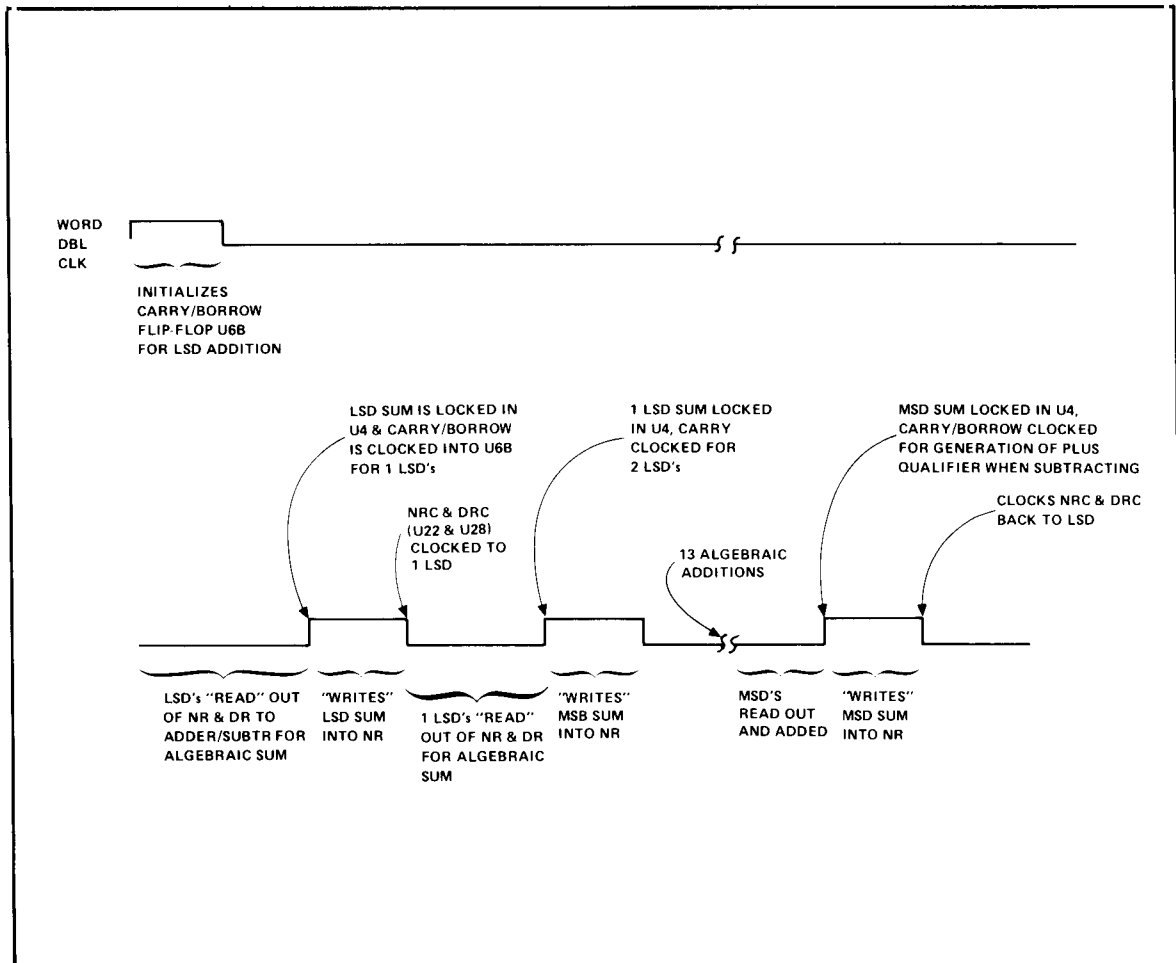 WORD
DBL
CLK
INITIALIZES
CARRY/BORROW
FLIP-FLOP U6B
FOR LSD ADDITION
LSD SUM IS LOCKED IN
U4 & CARRY/BORROW
IS CLOCKED INTO U6B
FOR 1 LSD's
NRC & DRC
(U22 & U28)
CLOCKED TO
1 LSD
1 LSD SUM LOCKED
IN U4, CARRY
CLOCKED FOR
2 LSD's
13 ALGEBRAIC
ADDITIONS
MSD SUM LOCKED IN U4,
CARRY/BORROW CLOCKED
FOR GENERATION OF PLUS
QUALIFIER WHEN SUBTRACTING
CLOCKS NRC & DRC
BACK TO LSD
LSD's "READ" OUT
OF NR & DR TO
ADDER/SUBTR FOR
ALGEBRAIC SUM
"WRITES"
LSD SUM
INTO NR
1 LSD's "READ"
OUT OF NR & DR
FOR ALGEBRAIC
SUM
"WRITES"
MSB SUM
INTO NR
MSD'S
READ OUT
AND ADDED
"WRITES"
MSD SUM
INTO NR